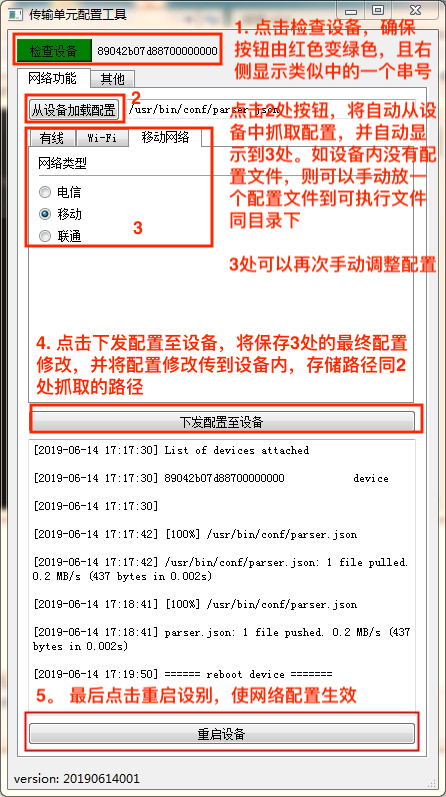 传输单元配置工具
1. 点击检查设备，确保
按钮由红色变绿色，且右
侧显示类似中的一个串号
检查设备
89042b07d88700000000
网络功能
其他
从设备加载配置
2
/usr/bin/conf/parser.json
点击2处按钮，将自动从设
备中抓取配置，并自动显
示到3处。如设备内没有配
置文件，则可以手动放一
个配置文件到可执行文件
同目录下
有线
Wi-Fi
移动网络
网络类型
电信
移动
联通
3
3处可以再次手动调整配置
4. 点击下发配置至设备，将保存3处的最终配置
修改，并将配置修改传到设备内，存储路径同2
处抓取的路径
下发配置至设备
[2019-06-14 17:17:30] List of devices attached
[2019-06-14 17:17:30] 89042b07d88700000000 device
[2019-06-14 17:17:30]
[2019-06-14 17:17:42] [100%] /usr/bin/conf/parser.json
[2019-06-14 17:17:42] /usr/bin/conf/parser.json: 1 file pulled.
0.2 MB/s (437 bytes in 0.002s)
[2019-06-14 17:18:41] [100%] /usr/bin/conf/parser.json
[2019-06-14 17:18:41] parser.json: 1 file pushed. 0.2 MB/s (437
bytes in 0.002s)
[2019-06-14 17:19:50] ====== reboot device =======
5。 最后点击重启设别，使网络配置生效
重启设备
version: 20190614001